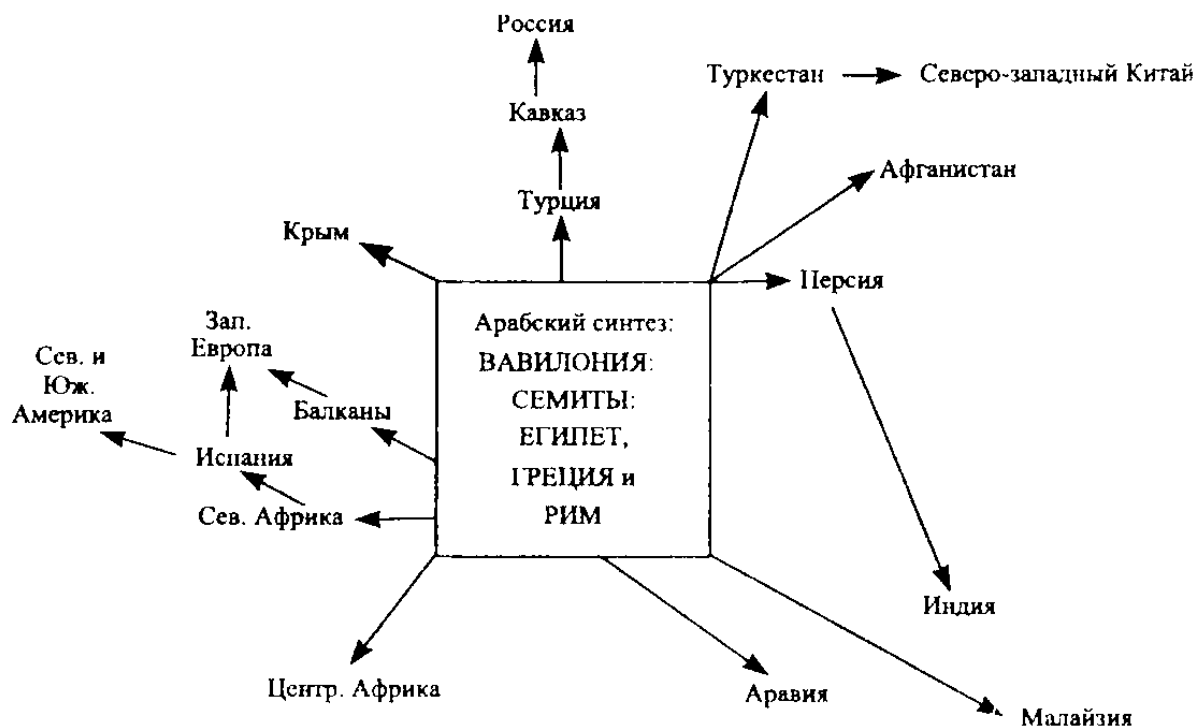 Россия
Туркестан
Северо-западный Китай
Кавказ
Афганистан
Турция
Крым
Персия
Арабский синтез:
ВАВИЛОНИЯ:
СЕМИТЫ:
ЕГИПЕТ,
ГРЕЦИЯ и
РИМ
Зап.
Европа
Сев. и
Юж.
Америка
Балканы
Испания
Сев. Африка
Индия
Центр. Африка
Аравия
Малайзия